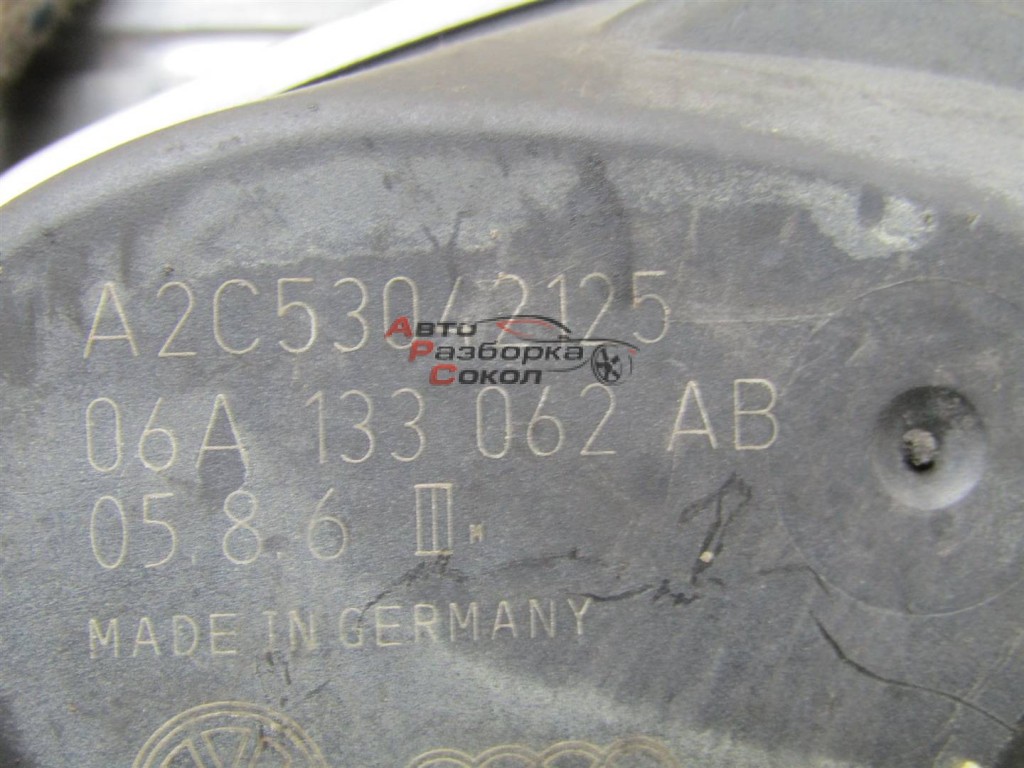 A2C53042125
Авто
Разборка
Сокол
06A 133 062 AB
05.8.6 III M
MADE IN GERMANY